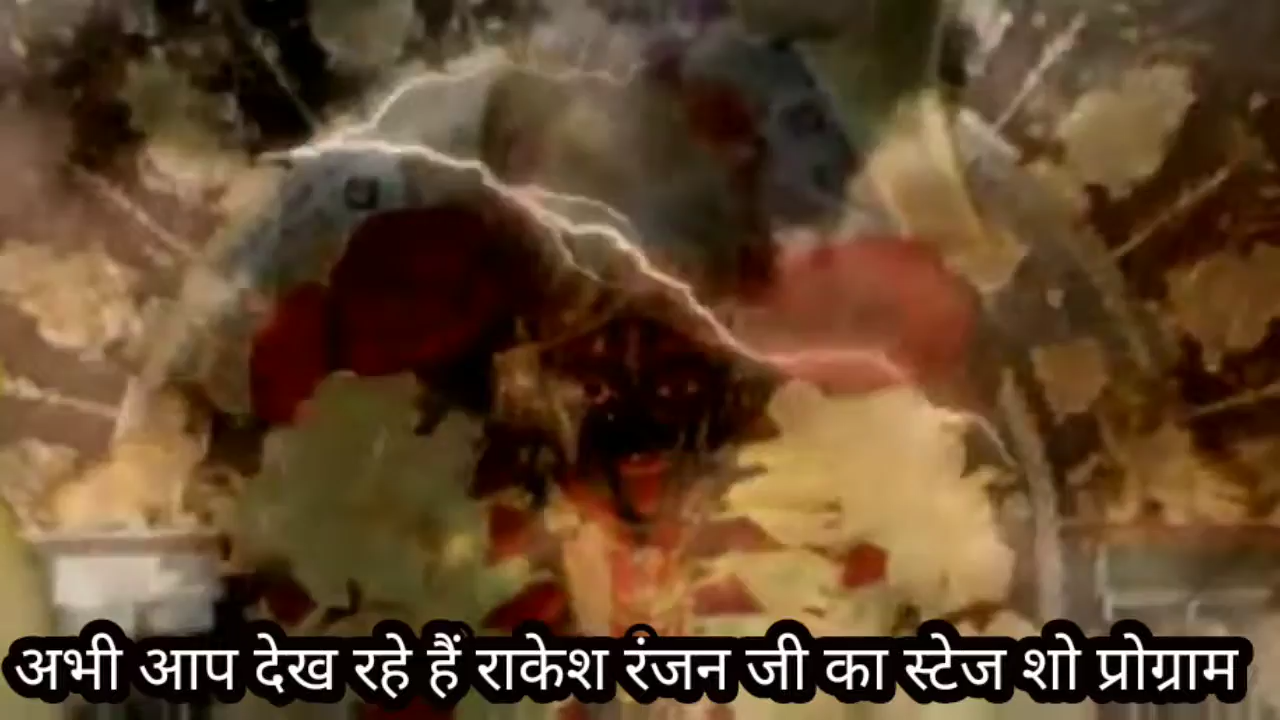 अभी आप देख रहे हैं राकेश रंजन जी का स्टेज शो प्रोग्राम